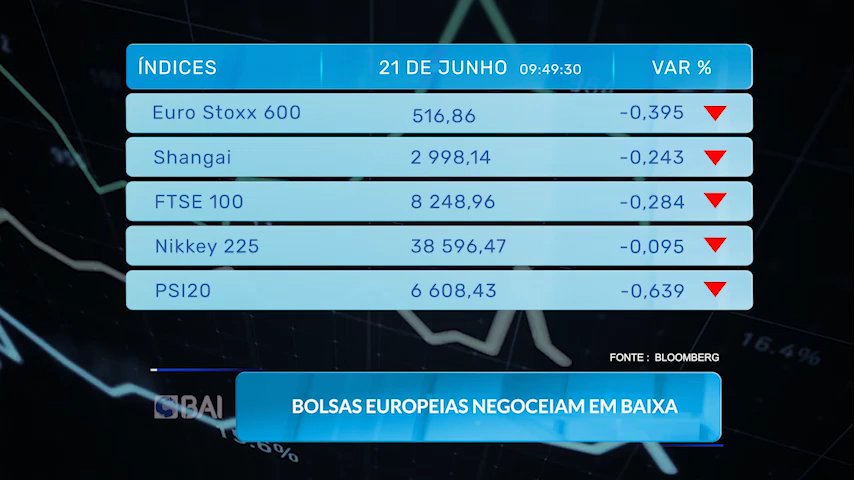 ÍNDICES 21 DE JUNHO 09:49:30 VAR %
Euro Stoxx 600 516,86 -0,395
Shangai 2 998,14 -0,243
FTSE 100 8 248,96 -0,284
Nikkey 225 38 596,47 -0,095
PSI20 6 608,43 -0,639
16.4%
FONTE : BLOOMBERG
BAI
BOLSAS EUROPEIAS NEGOCEIAM EM BAIXA